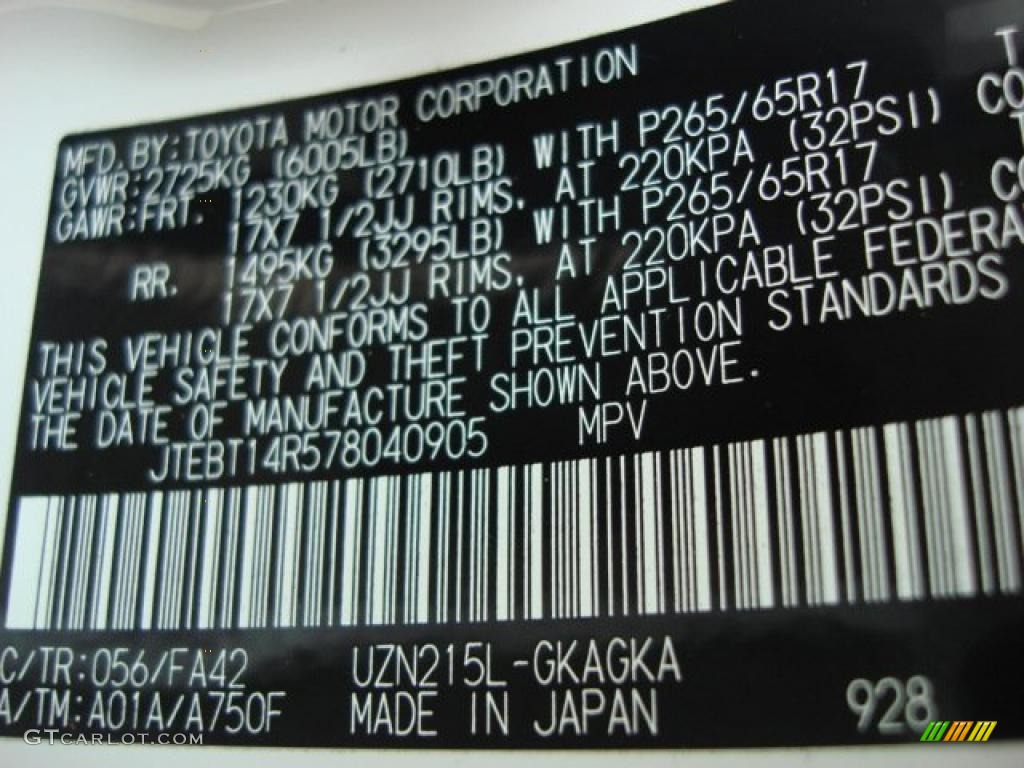 MFD. BY: TOYOTA MOTOR CORPORATION
GVWR: 2725KG (6005LB)
GAWR: FRT. 1230KG (2710LB) WITH P265/65R17
17X7 1/2JJ RIMS, AT 220KPA (32PSI) CO
RR. 1495KG (3295LB) WITH P265/65R17
17X7 1/2JJ RIMS, AT 220KPA (32PSI) CO
THIS VEHICLE CONFORMS TO ALL APPLICABLE FEDERA
VEHICLE SAFETY AND THEFT PREVENTION STANDARDS
THE DATE OF MANUFACTURE SHOWN ABOVE.
JTEBT14R578040905 MPV
C/TR: 056/FA42 UZN215L-GKAGKA
A/TM: A01A/A750F MADE IN JAPAN 928
GTCarLot.com